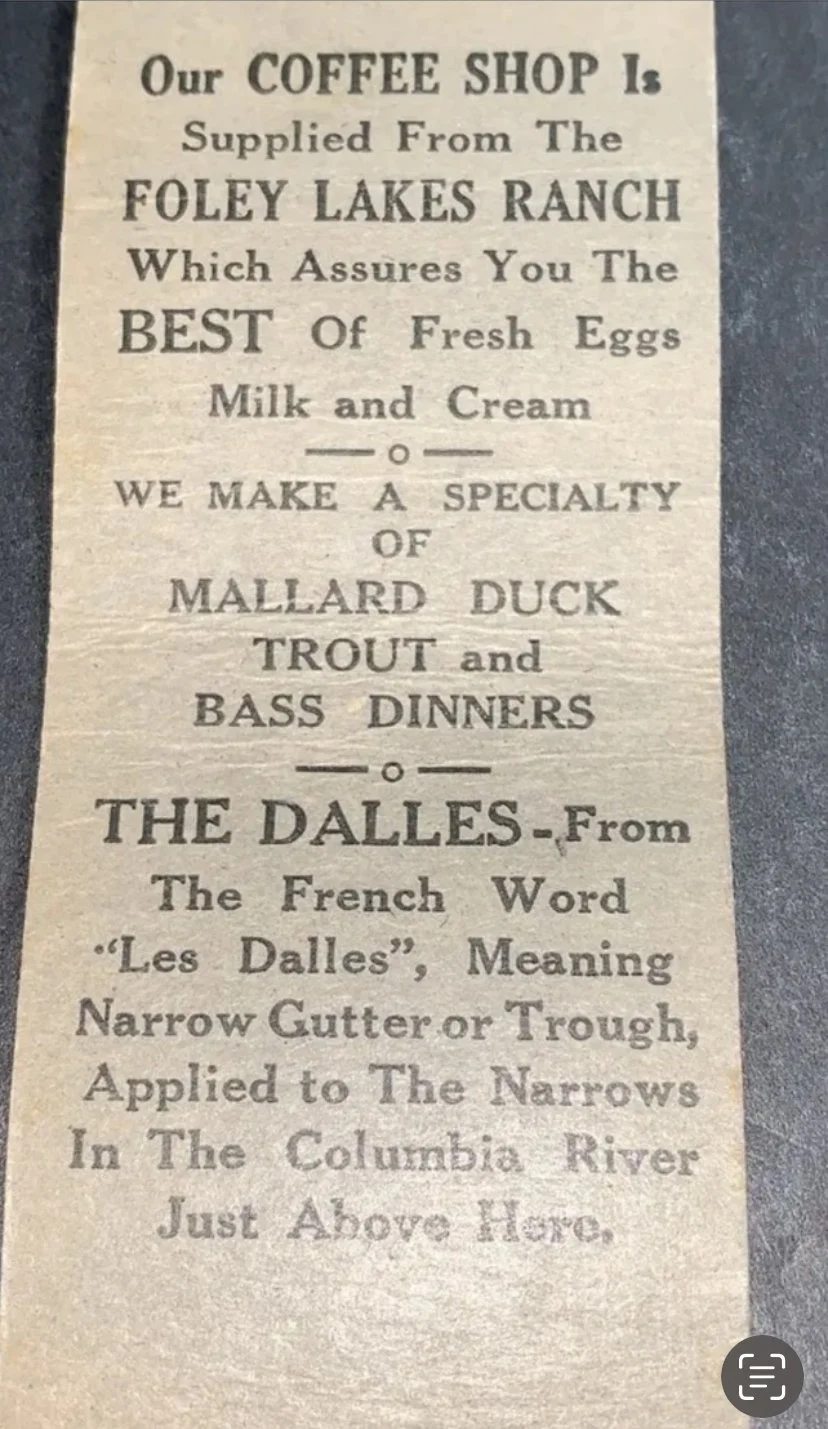 Our COFFEE SHOP Is
Supplied From The
FOLEY LAKES RANCH
Which Assures You The
BEST Of Fresh Eggs
Milk and Cream
—o—
WE MAKE A SPECIALTY
OF
MALLARD DUCK
TROUT and
BASS DINNERS
—o—
THE DALLES - From
The French Word
"Les Dalles", Meaning
Narrow Gutter or Trough,
Applied to The Narrows
In The Columbia River
Just Above Here.